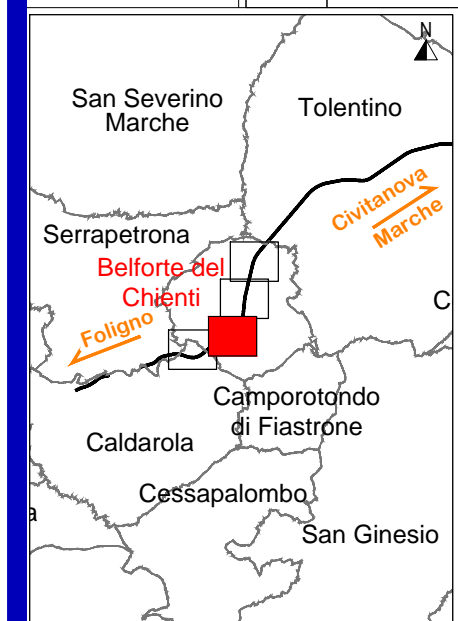 N
San Severino
Marche
Tolentino
Civitanova
Marche
Serrapetrona
Belforte del
Chienti
C
Foligno
Camporotondo
di Fiastrone
Caldarola
Cessapalombo
a
San Ginesio